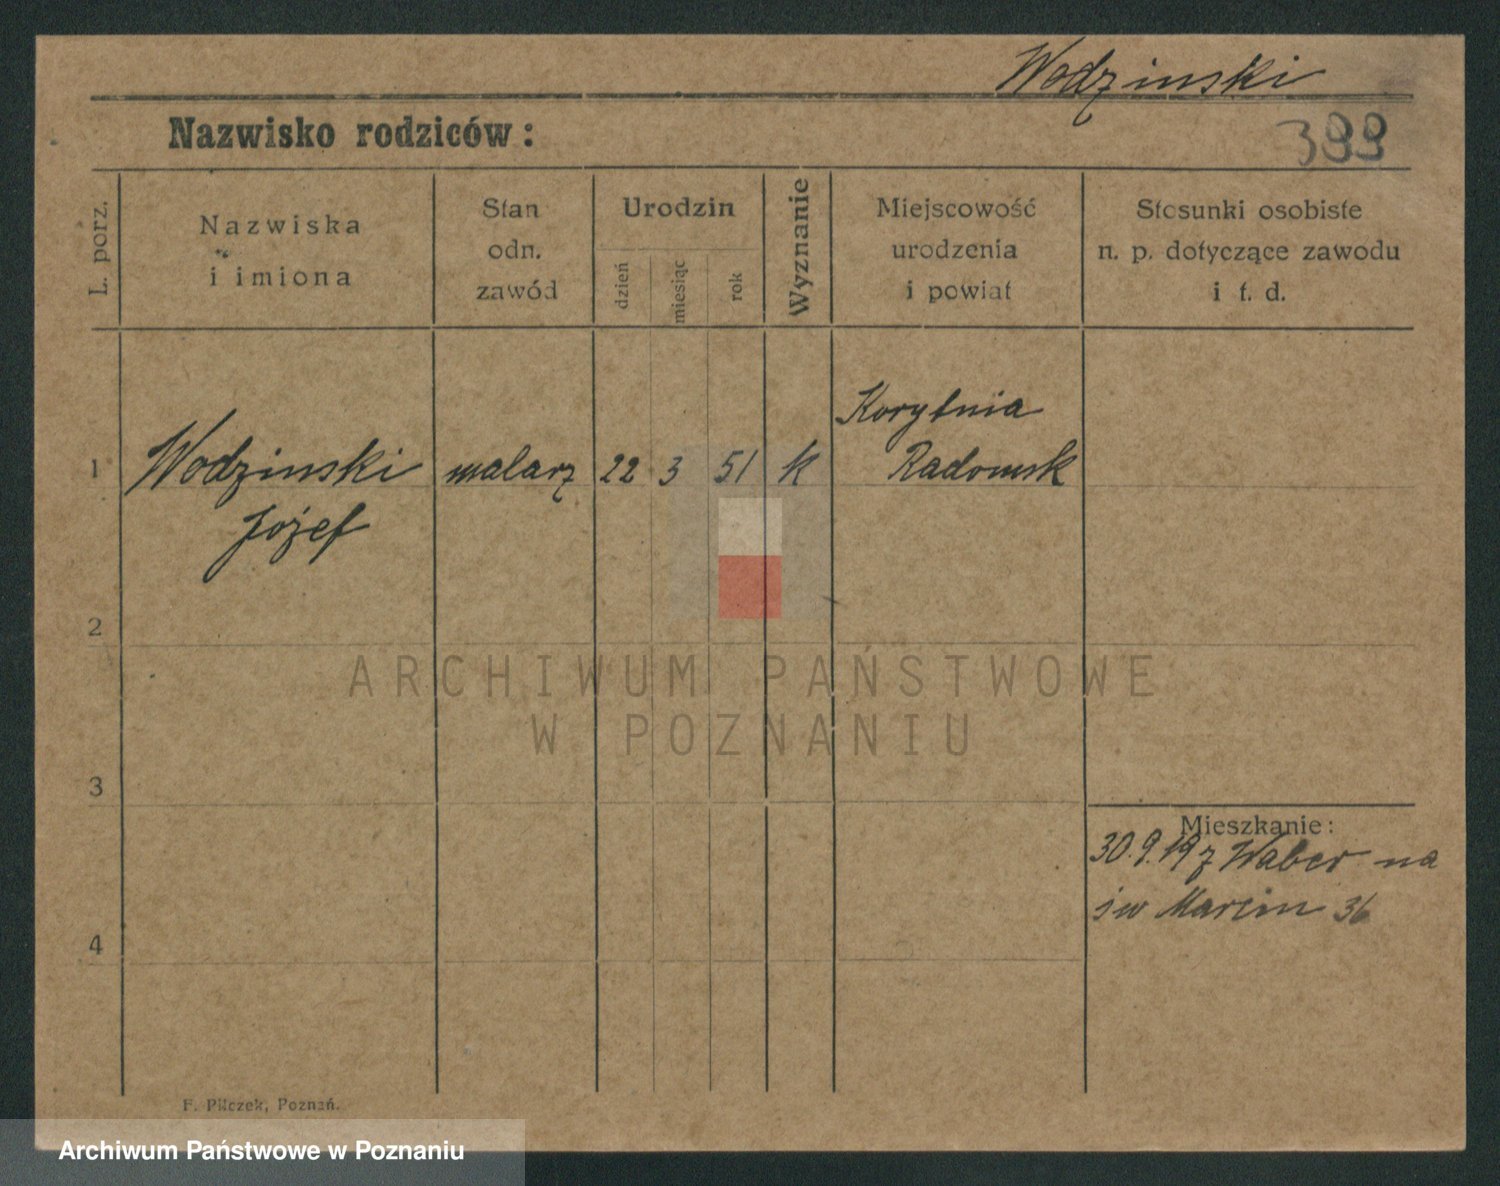 Wodzinski
Nazwisko rodziców:
399
L. porz.
Nazwiska
i imiona
Stan
odn.
zawód
Urodzin
dzień
miesiąc
rok
Wyznanie
Miejscowość
urodzenia
i powiat
Stosunki osobiste
n. p. dotyczące zawodu
i t. d.
1
Wodzinski
Jozef
malarz
22
3
51
k
Korytnia
Radomsk
2
3
4
Mieszkanie:
30.9.19 z Waber na
św Marcin 36
F. Pilczek, Poznań.
ARCHIWUM PAŃSTWOWE
W POZNANIU
Archiwum Państwowe w Poznaniu